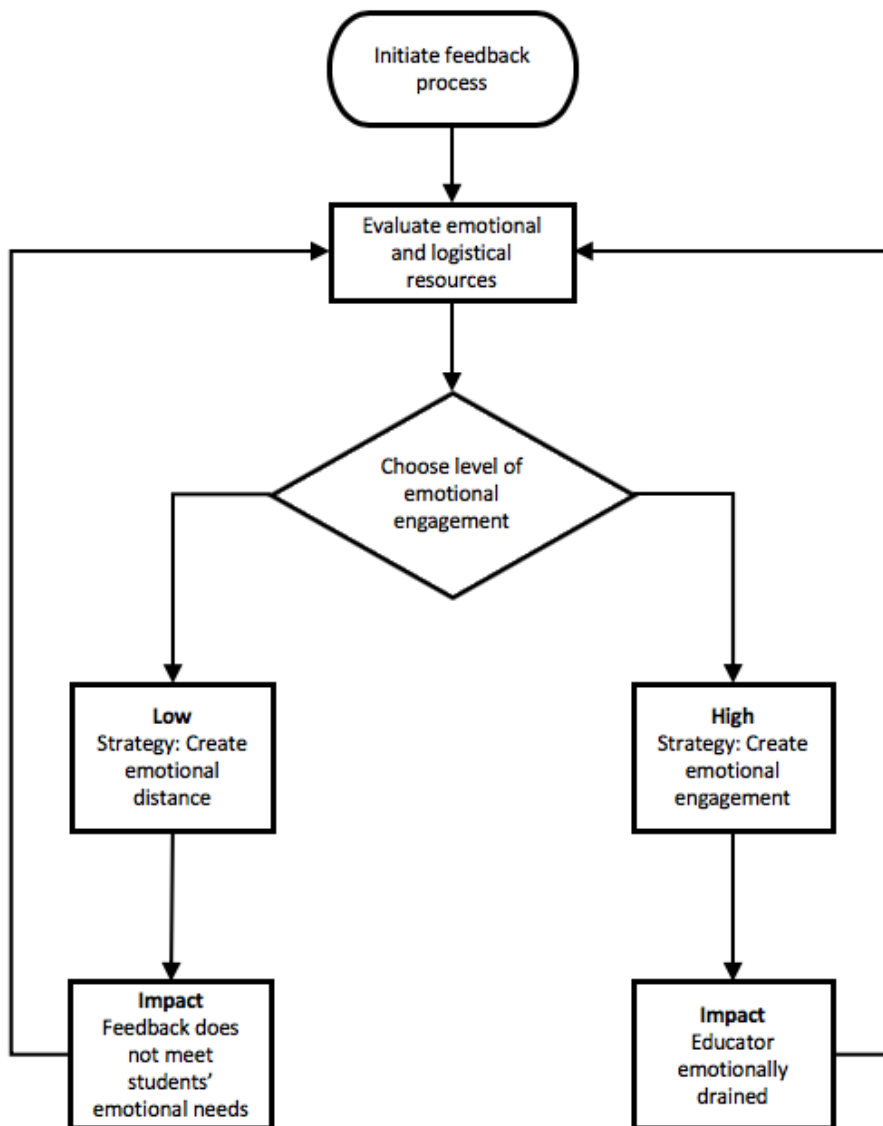 Initiate feedback
process
Evaluate emotional
and logistical
resources
Choose level of
emotional
engagement
Low
Strategy: Create
emotional
distance
High
Strategy: Create
emotional
engagement
Impact
Feedback does
not meet
students’
emotional needs
Impact
Educator
emotionally
drained